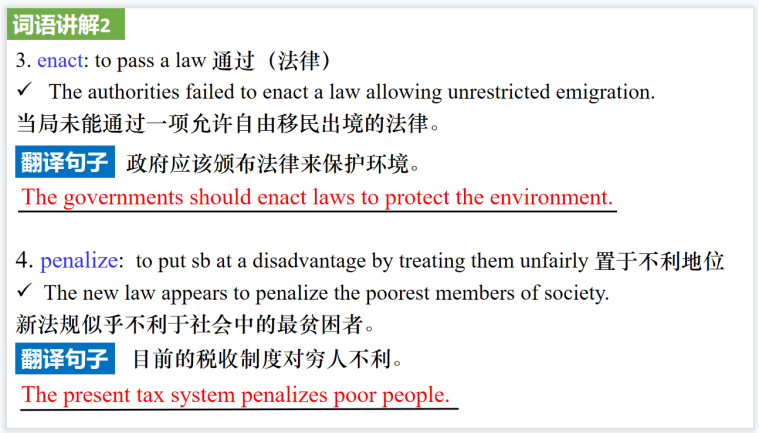 词语讲解2
3. enact: to pass a law 通过（法律）
✓ The authorities failed to enact a law allowing unrestricted emigration.
当局未能通过一项允许自由移民出境的法律。
翻译句子 政府应该颁布法律来保护环境。
The governments should enact laws to protect the environment.
4. penalize: to put sb at a disadvantage by treating them unfairly 置于不利地位
✓ The new law appears to penalize the poorest members of society.
新法规似乎不利于社会中的最贫困者。
翻译句子 目前的税收制度对穷人不利。
The present tax system penalizes poor people.